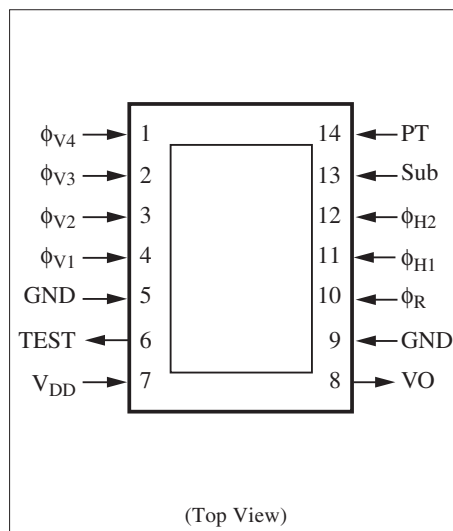 ϕV4 1 14 PT
ϕV3 2 13 Sub
ϕV2 3 12 ϕH2
ϕV1 4 11 ϕH1
GND 5 10 ϕR
TEST 6 9 GND
VDD 7 8 VO
(Top View)